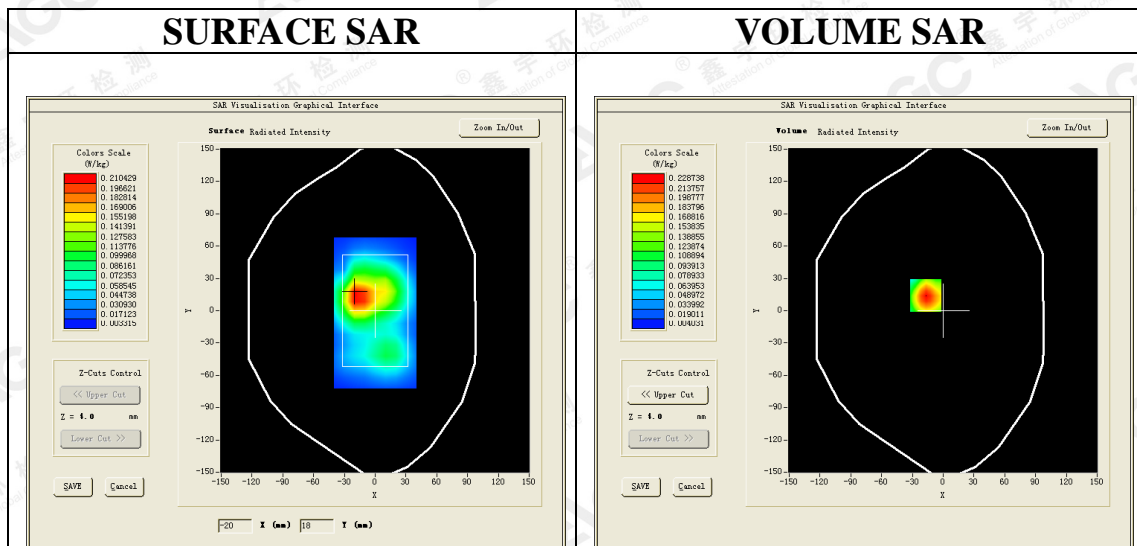 SURFACE SAR
VOLUME SAR
SAR Visualisation Graphical Interface
Surface Radiated Intensity
Zoom In/Out
Colors Scale
(W/kg)
0.210429
0.196621
0.182814
0.169006
0.155198
0.141391
0.127583
0.113776
0.099968
0.086161
0.072353
0.058545
0.044738
0.030930
0.017123
0.003315
150
120
90
60
30
0
-30
-60
-90
-120
-150
Y
-150 -120 -90 -60 -30 0 30 60 90 120 150
X
Z-Cuts Control
<< Upper Cut
Z = 4.0 mm
Lower Cut >>
SAVE Cancel
-20 X (mm) 18 Y (mm)
SAR Visualisation Graphical Interface
Volume Radiated Intensity
Zoom In/Out
Colors Scale
(W/kg)
0.228738
0.213757
0.198777
0.183796
0.168816
0.153835
0.138855
0.123874
0.108894
0.093913
0.078933
0.063953
0.048972
0.033992
0.019011
0.004031
150
120
90
60
30
0
-30
-60
-90
-120
-150
Y
-150 -120 -90 -60 -30 0 30 60 90 120 150
X
Z-Cuts Control
<< Upper Cut
Z = 4.0 mm
Lower Cut >>
SAVE Cancel